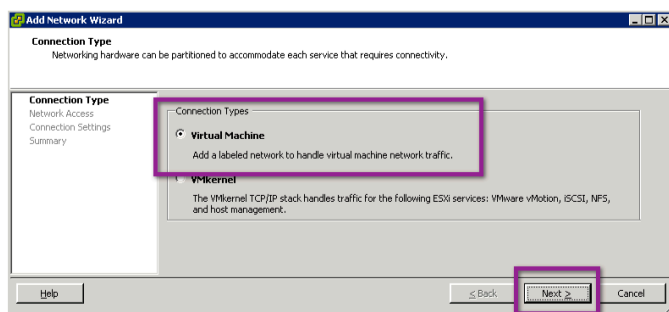 Add Network Wizard
Connection Type
Networking hardware can be partitioned to accommodate each service that requires connectivity.
Connection Type
Network Access
Connection Settings
Summary
Connection Types
Virtual Machine
Add a labeled network to handle virtual machine network traffic.
VMkernel
The VMkernel TCP/IP stack handles traffic for the following ESXi services: VMware vMotion, iSCSI, NFS,
and host management.
Help
≤ Back
Next ≥
Cancel